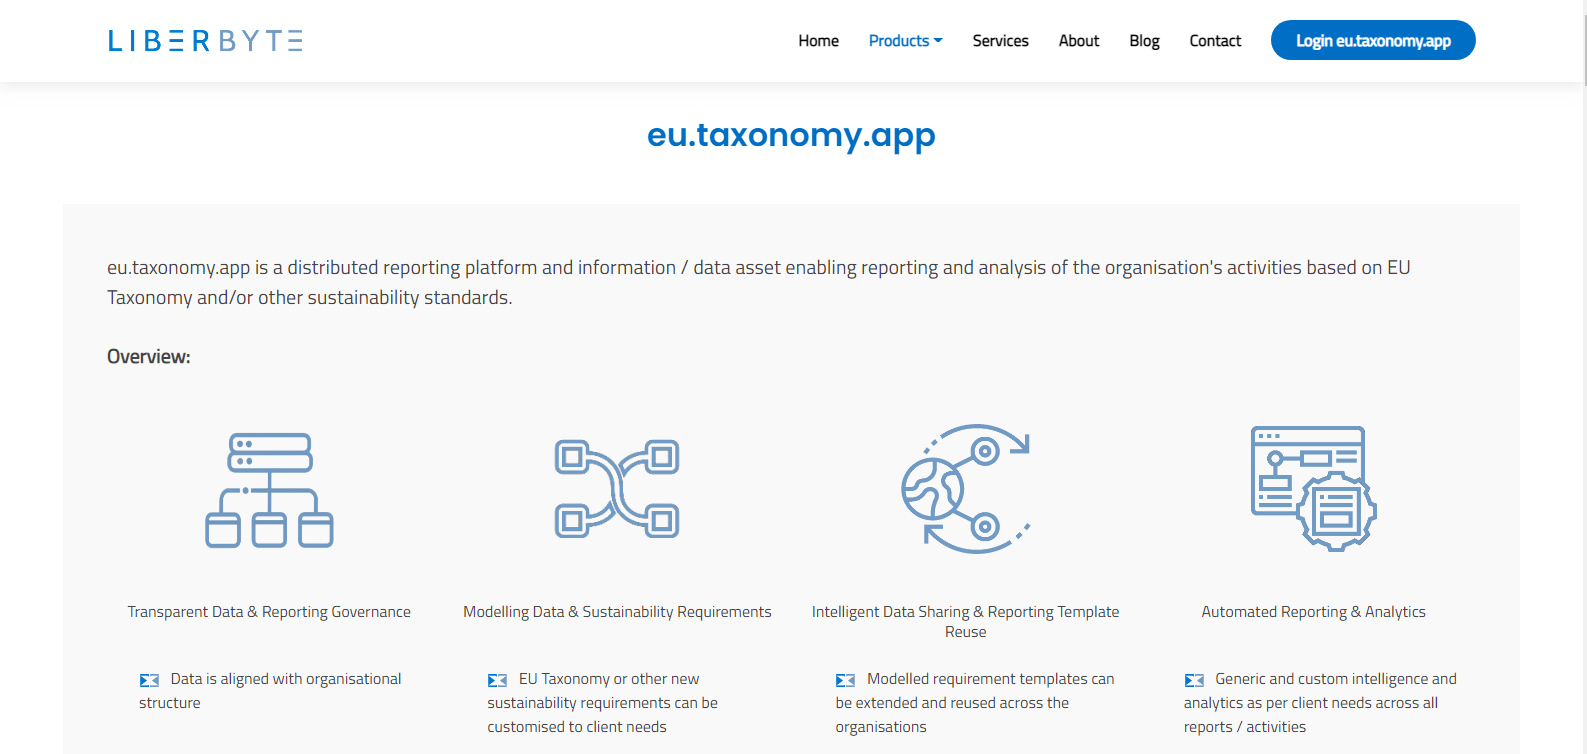 LIBERBYTE
Home Products Services About Blog Contact Login eu.taxonomy.app
eu.taxonomy.app
eu.taxonomy.app is a distributed reporting platform and information / data asset enabling reporting and analysis of the organisation's activities based on EU
Taxonomy and/or other sustainability standards.
Overview:
Transparent Data & Reporting Governance
Data is aligned with organisational
structure
Modelling Data & Sustainability Requirements
EU Taxonomy or other new
sustainability requirements can be
customised to client needs
Intelligent Data Sharing & Reporting Template
Reuse
Modelled requirement templates can
be extended and reused across the
organisations
Automated Reporting & Analytics
Generic and custom intelligence and
analytics as per client needs across all
reports / activities